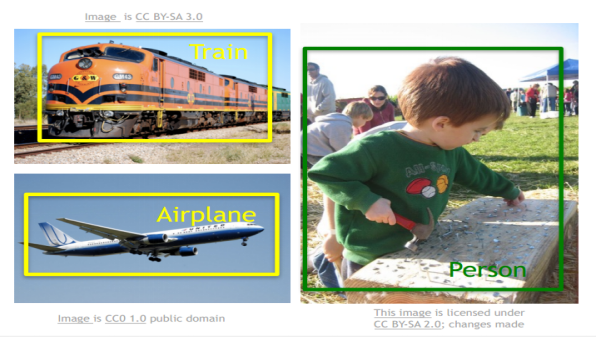 Image is CC BY-SA 3.0
Train
G & W
Airplane
UNITED
Person
Image is CC0 1.0 public domain
This image is licensed under
CC BY-SA 2.0; changes made